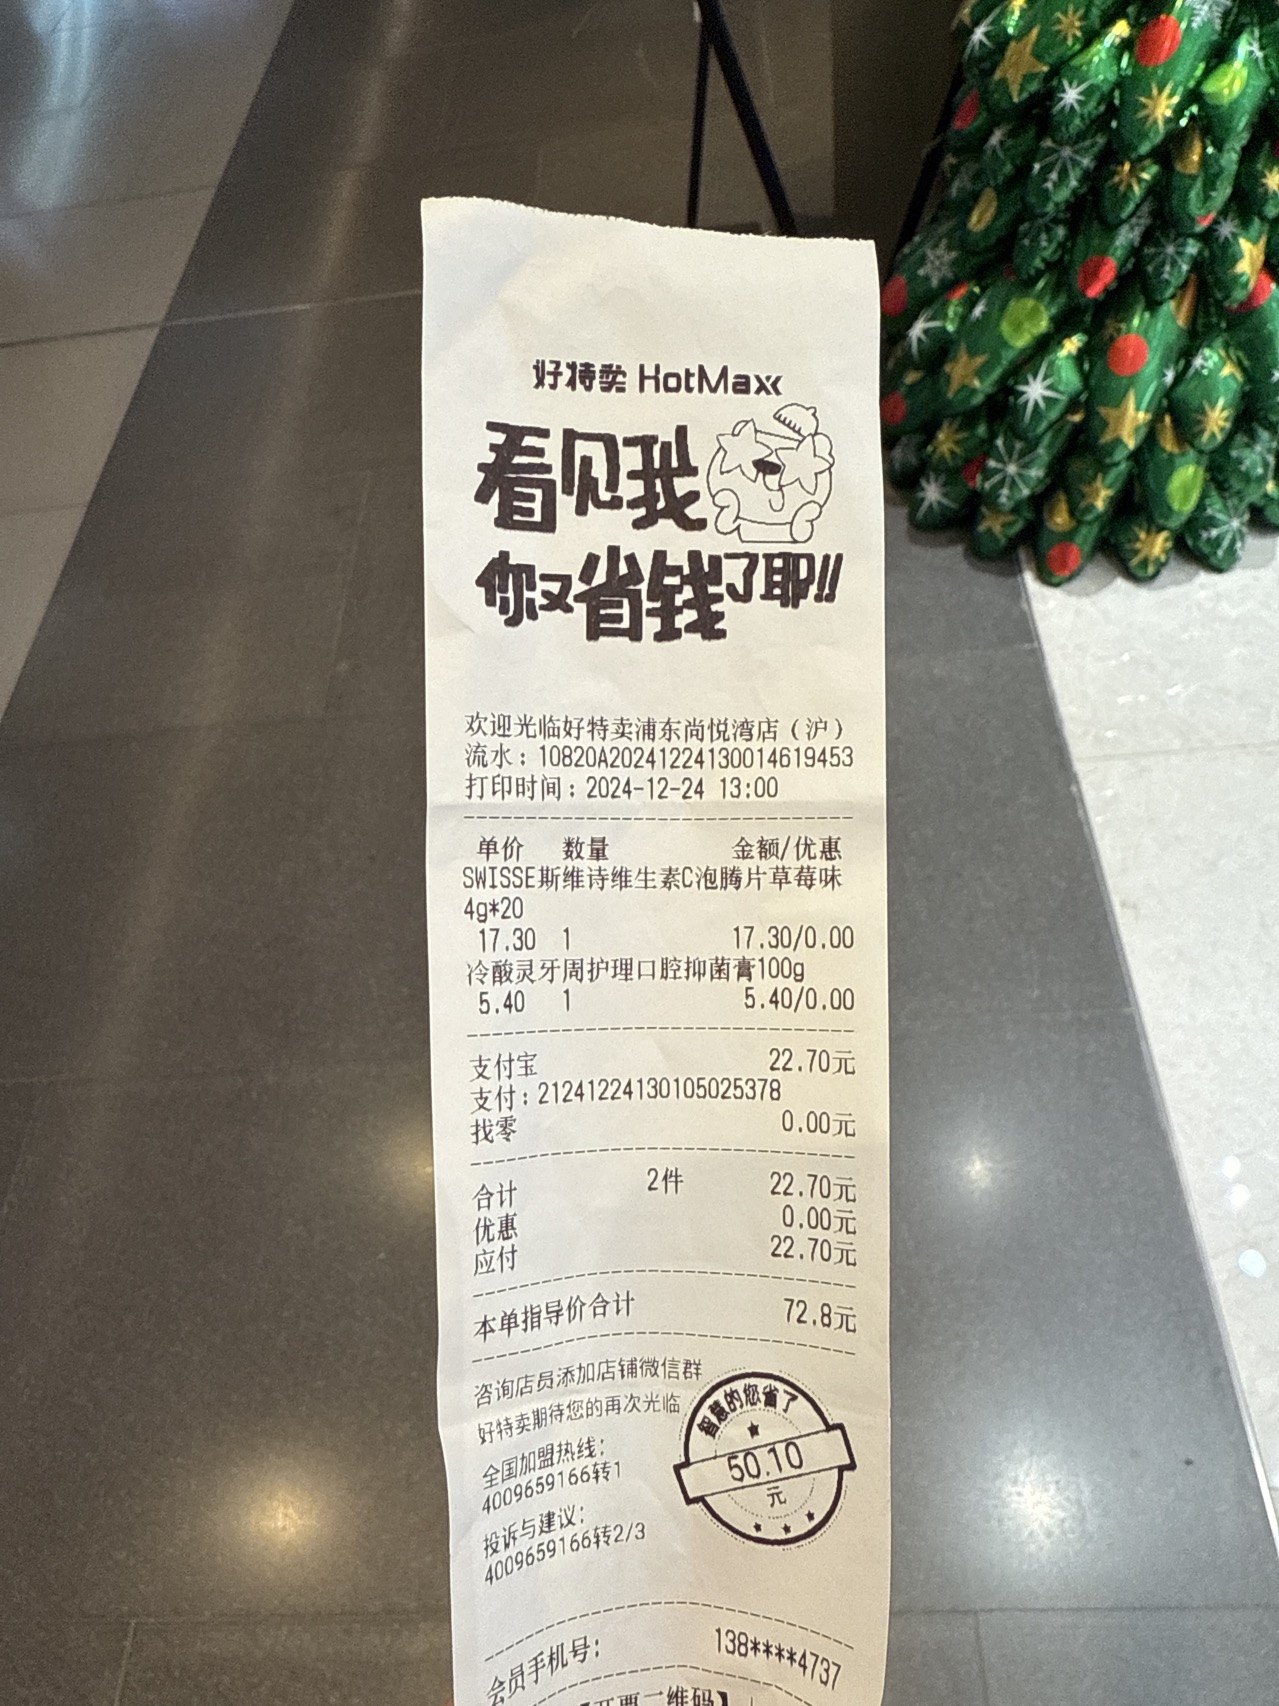 好特卖 HotMaxx
看见我
你又省钱了耶!!
欢迎光临好特卖浦东尚悦湾店（沪）
流水：10820A20241224130014619453
打印时间：2024-12-24 13:00
单价 数量 金额/优惠
SWISSE斯维诗维生素C泡腾片草莓味
4g*20
17.30 1 17.30/0.00
冷酸灵牙周护理口腔抑菌膏100g
5.40 1 5.40/0.00
支付宝 22.70元
支付：21241224130105025378
找零 0.00元
合计 2件 22.70元
优惠 0.00元
应付 22.70元
本单指导价合计 72.8元
咨询店员添加店铺微信群
好特卖期待您的再次光临
全国加盟热线：
4009659166转1
投诉与建议：
4009659166转2/3
智慧的您省了
50.10
元
会员手机号： 138****4737
【开票二维码】